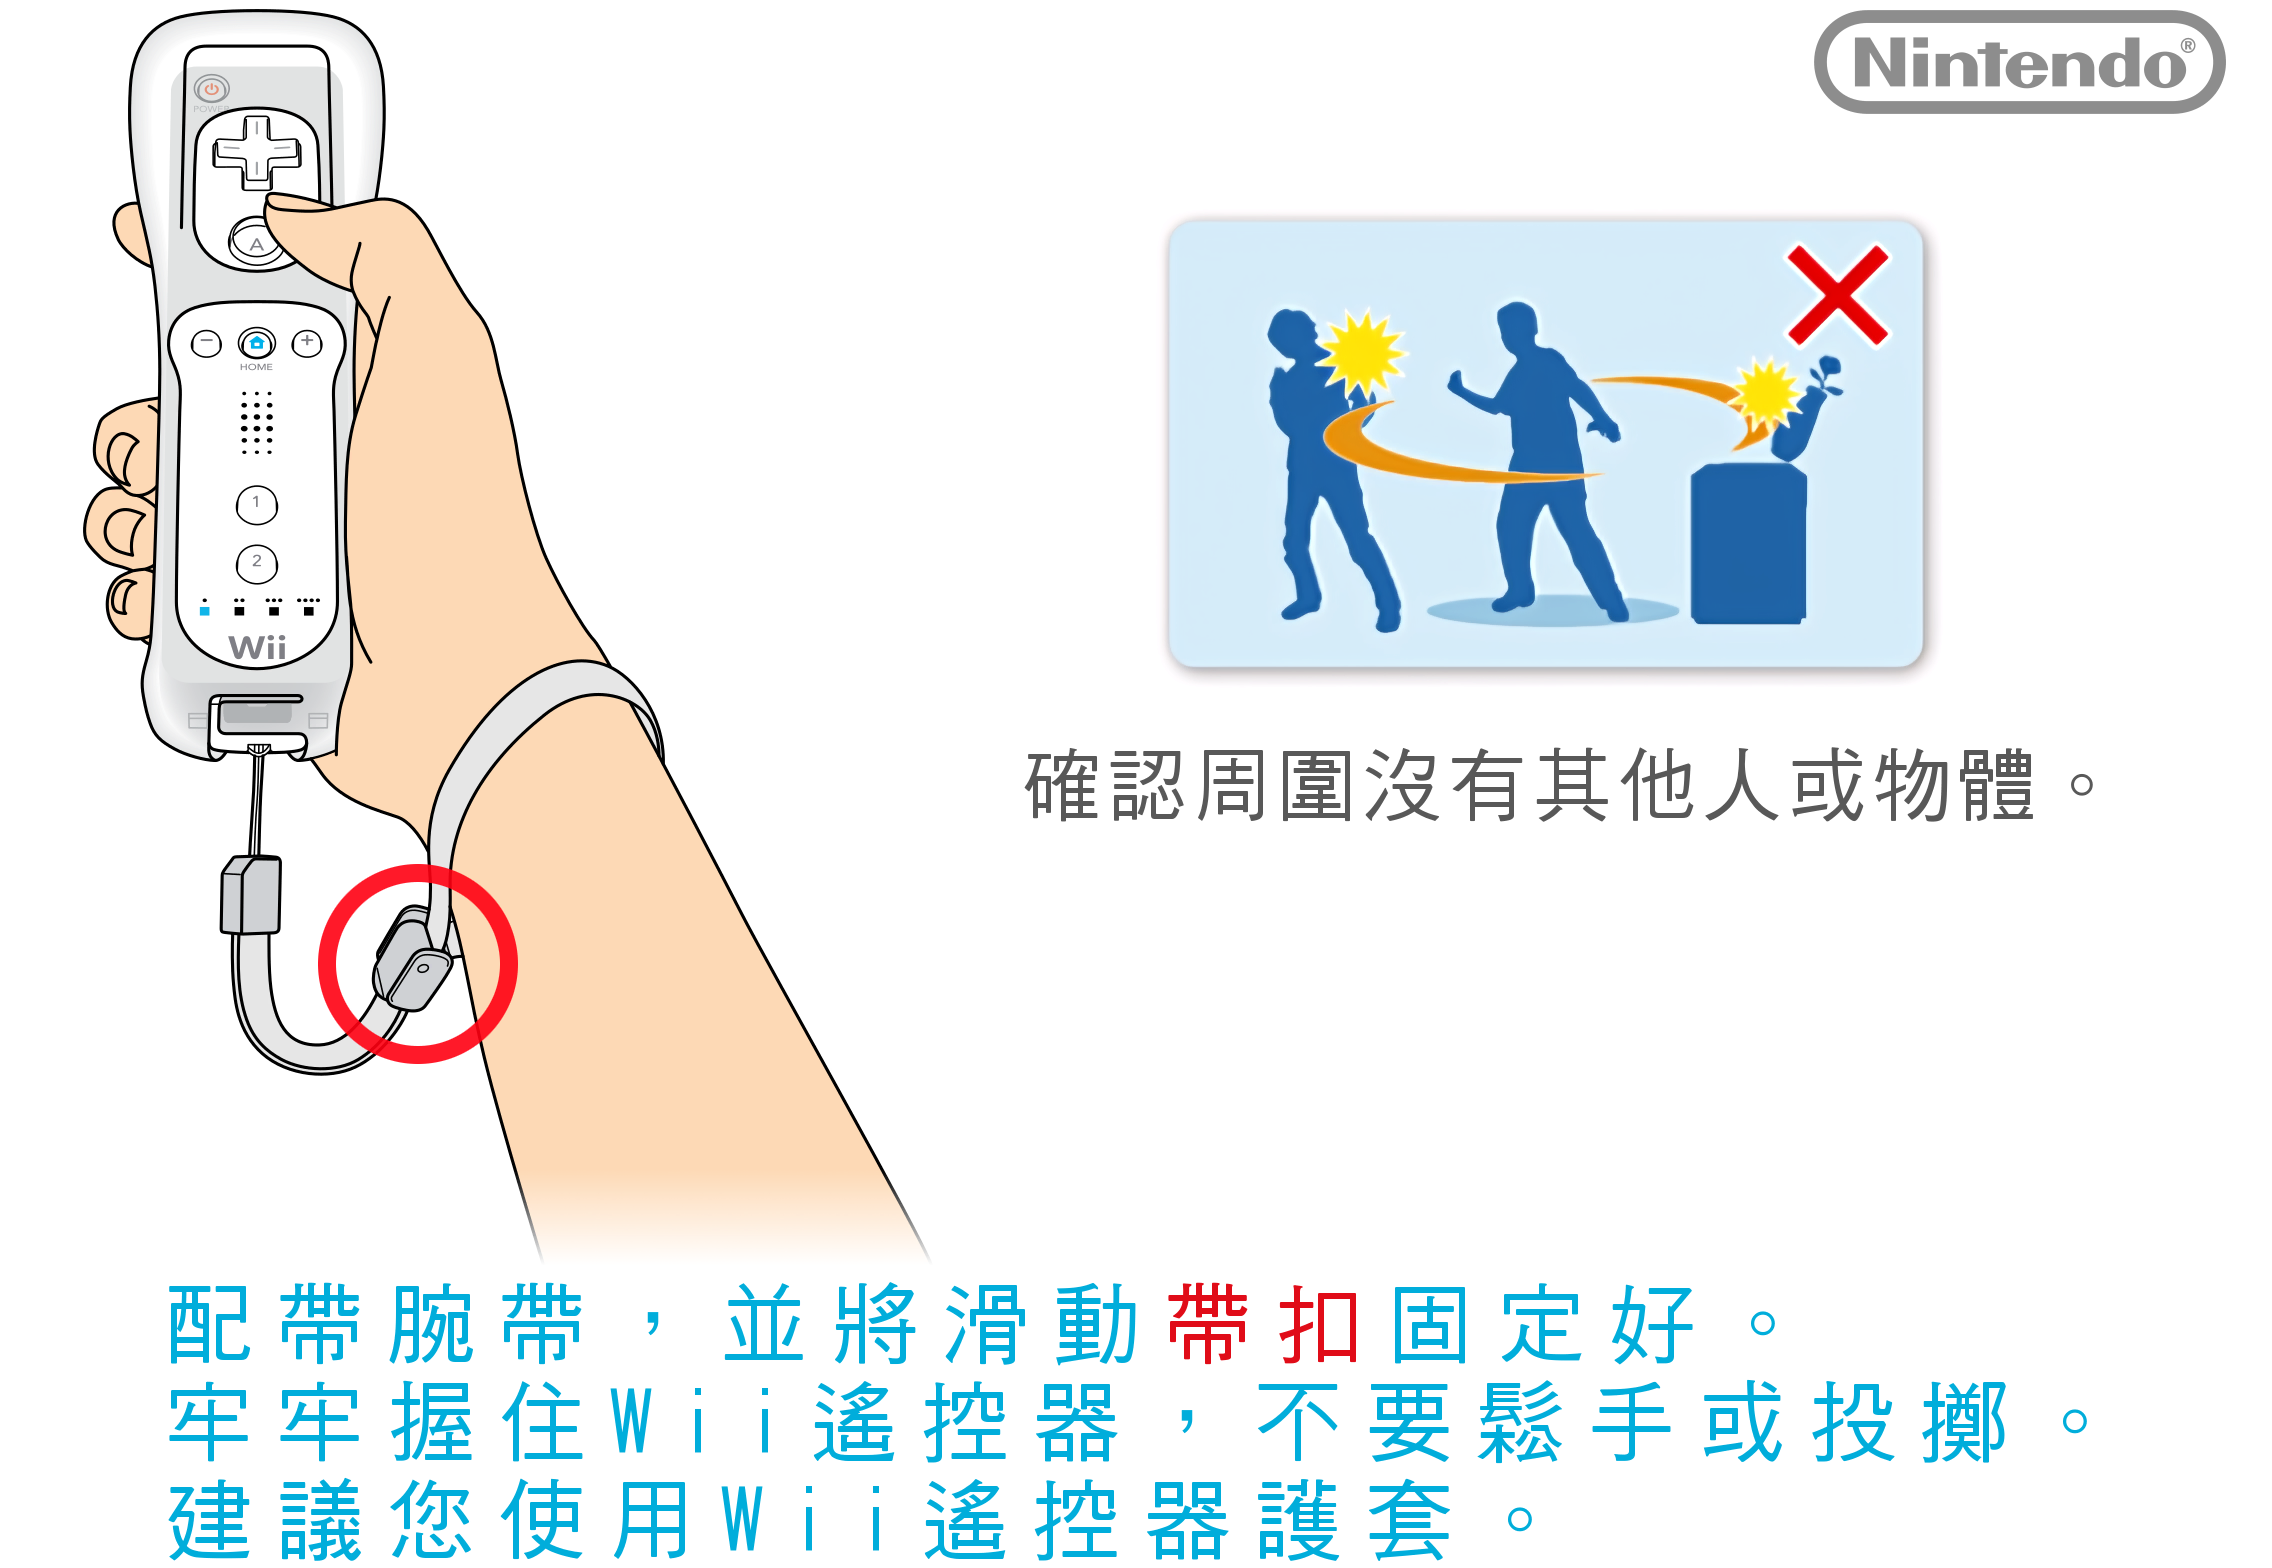 Nintendo®
POWER
A
HOME
1
2
Wii
確認周圍沒有其他人或物體。
配帶腕帶，並將滑動帶扣固定好。
牢牢握住Wii遙控器，不要鬆手或投擲。
建議您使用Wii遙控器護套。